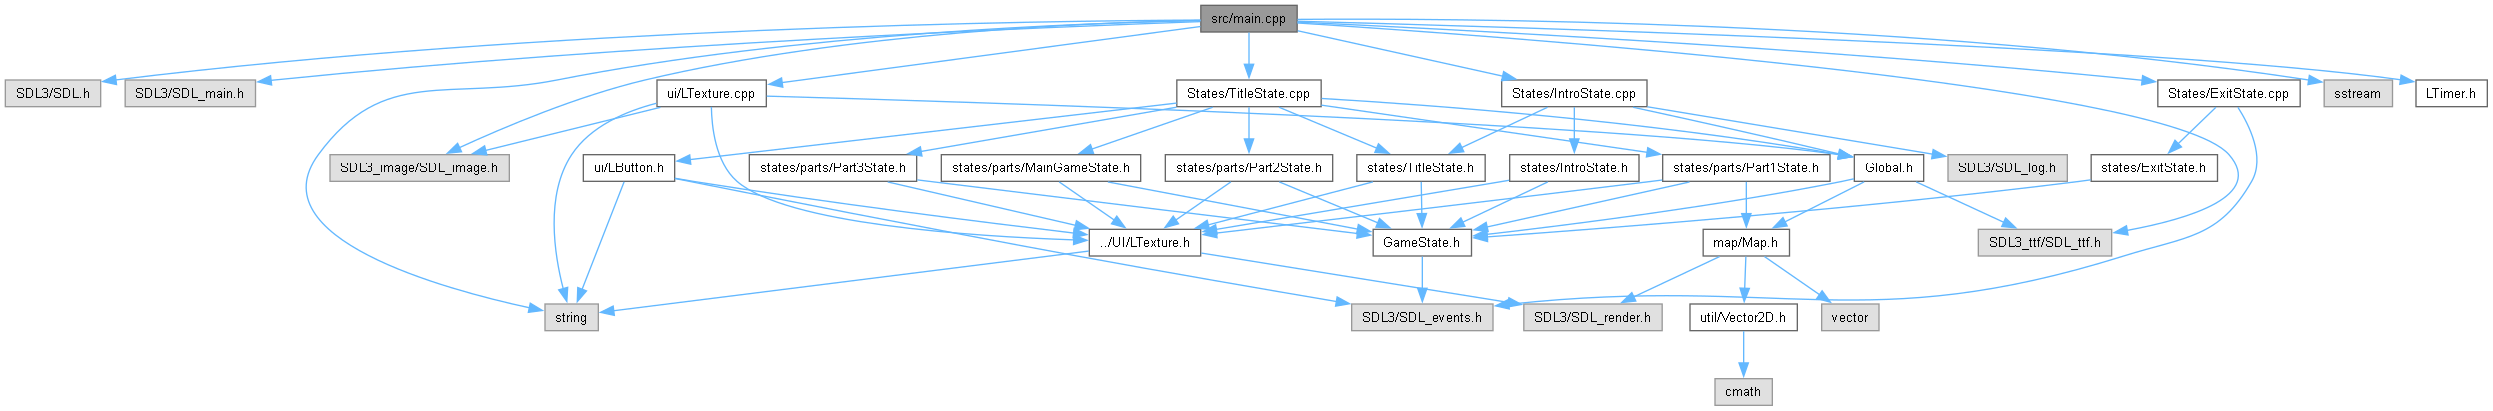 src/main.cpp
SDL3/SDL.h
SDL3/SDL_main.h
ui/LTexture.cpp
States/TitleState.cpp
States/IntroState.cpp
States/ExitState.cpp
sstream
LTimer.h
SDL3_image/SDL_image.h
ui/LButton.h
states/parts/Part3State.h
states/parts/MainGameState.h
states/parts/Part2State.h
states/TitleState.h
states/IntroState.h
states/parts/Part1State.h
Global.h
SDL3/SDL_log.h
states/ExitState.h
../UI/LTexture.h
GameState.h
map/Map.h
SDL3_ttf/SDL_ttf.h
string
SDL3/SDL_events.h
SDL3/SDL_render.h
util/Vector2D.h
vector
cmath